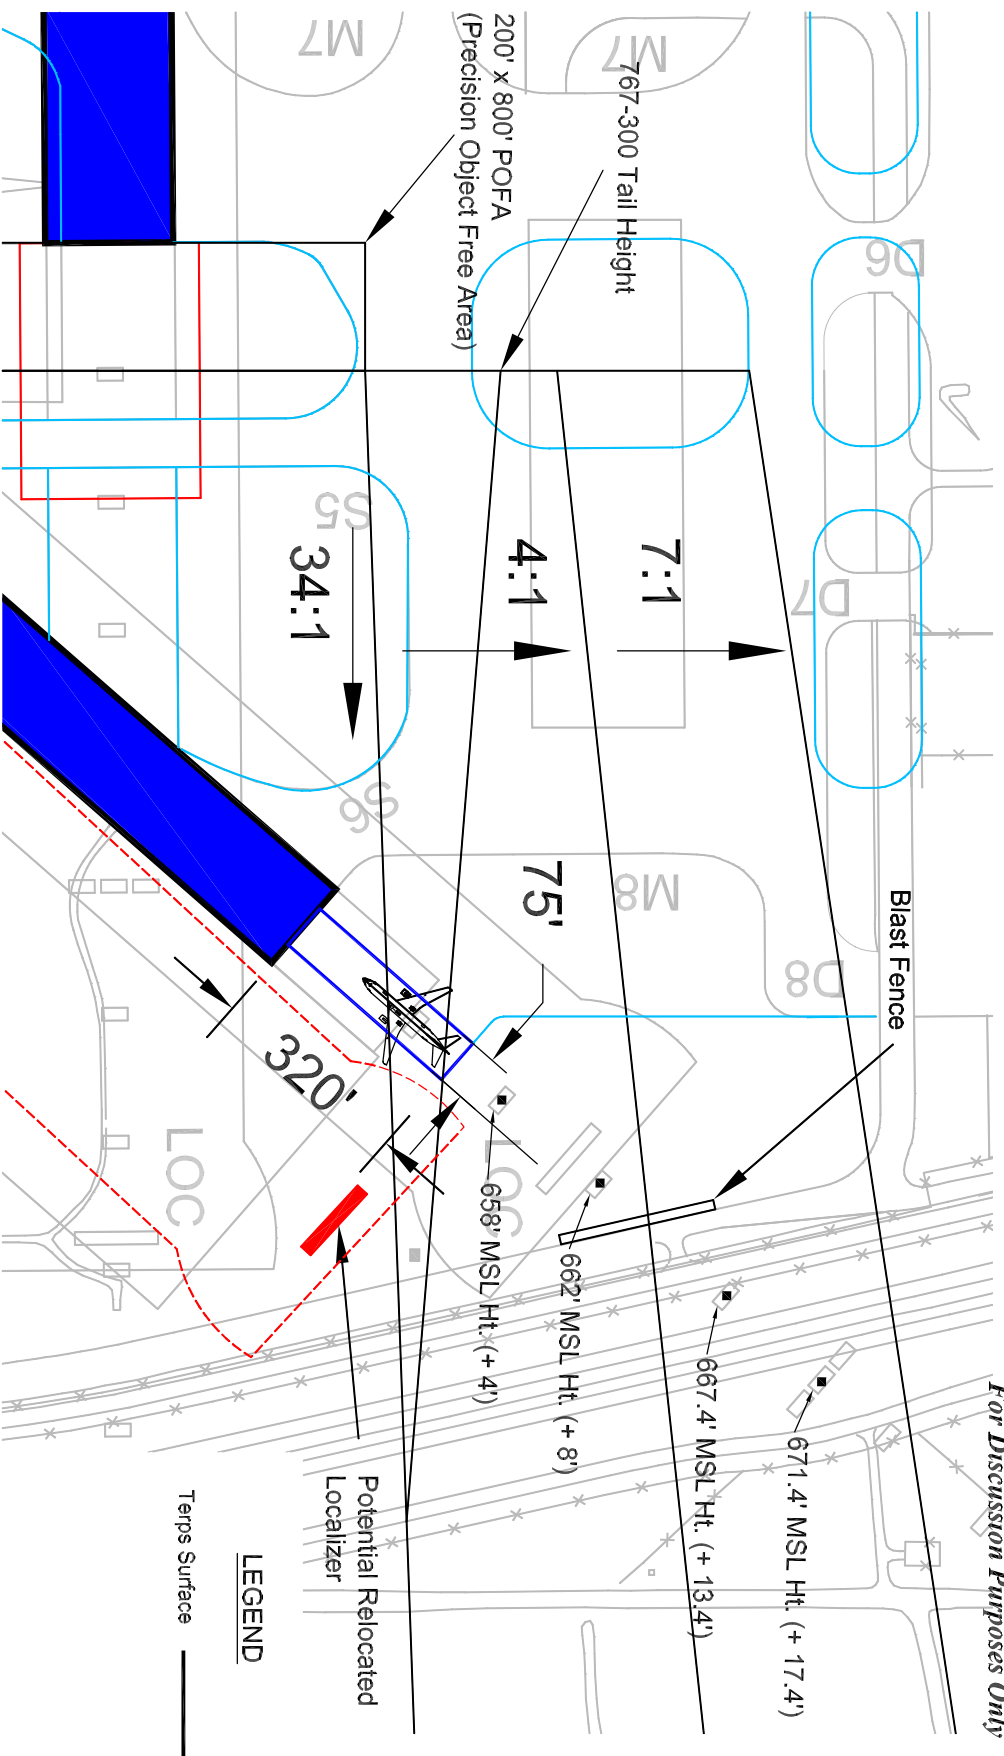 For Discussion Purposes Only
M7
M7
D6
767-300 Tail Height
200' x 800' POFA
(Precision Object Free Area)
S5
34:1
4:1
7:1
D7
S6
75'
M8
D8
Blast Fence
320'
LOC
LOC
658' MSL Ht. (+ 4')
662' MSL Ht. (+ 8')
667.4' MSL Ht. (+ 13.4')
671.4' MSL Ht. (+ 17.4')
Potential Relocated
Localizer
LEGEND
Terps Surface